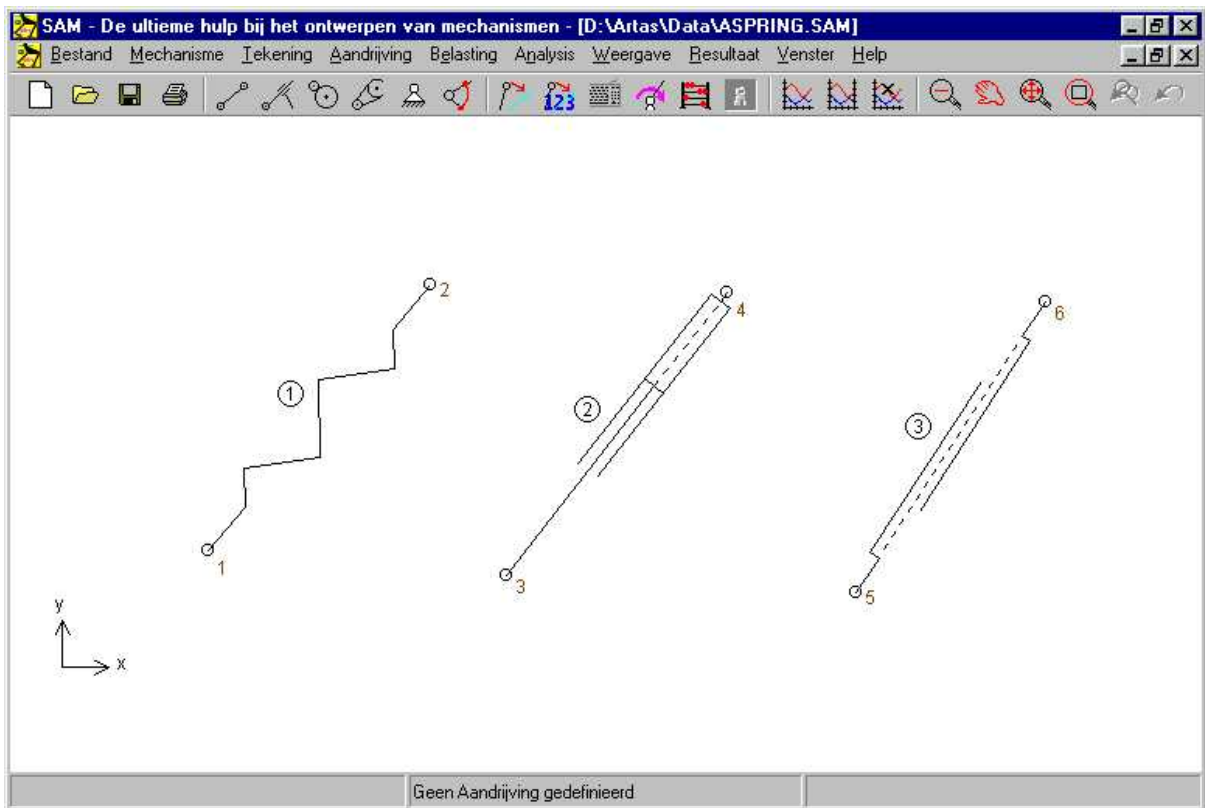 SAM - De ultieme hulp bij het ontwerpen van mechanismen - [D:\Artas\Data\ASPRING.SAM]
Bestand Mechanisme Tekening Aandrijving Belasting Analysis Weergave Resultaat Venster Help
123
2
4
6
1
2
3
1
3
5
y
x
Geen Aandrijving gedefinieerd